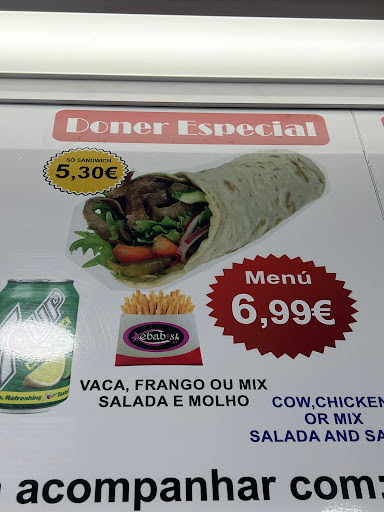 Doner Especial
SÓ SANDWICH
5,30€
Menú
6,99€
VACA, FRANGO OU MIX
SALADA E MOLHO
COW,CHICKEN
OR MIX
SALADA AND SA
acompanhar com: